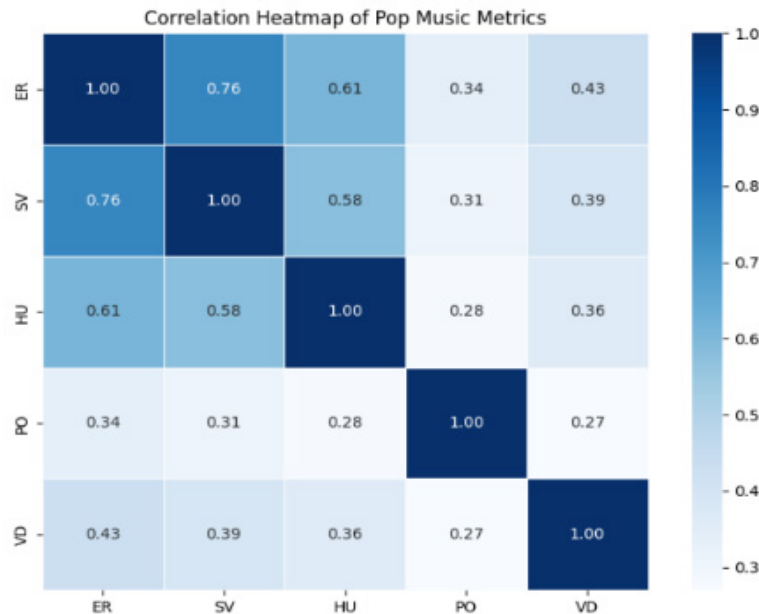 Correlation Heatmap of Pop Music Metrics
ER 1.00 0.76 0.61 0.34 0.43
SV 0.76 1.00 0.58 0.31 0.39
HU 0.61 0.58 1.00 0.28 0.36
PO 0.34 0.31 0.28 1.00 0.27
VD 0.43 0.39 0.36 0.27 1.00
ER SV HU PO VD
1.0
0.9
0.8
0.7
0.6
0.5
0.4
0.3